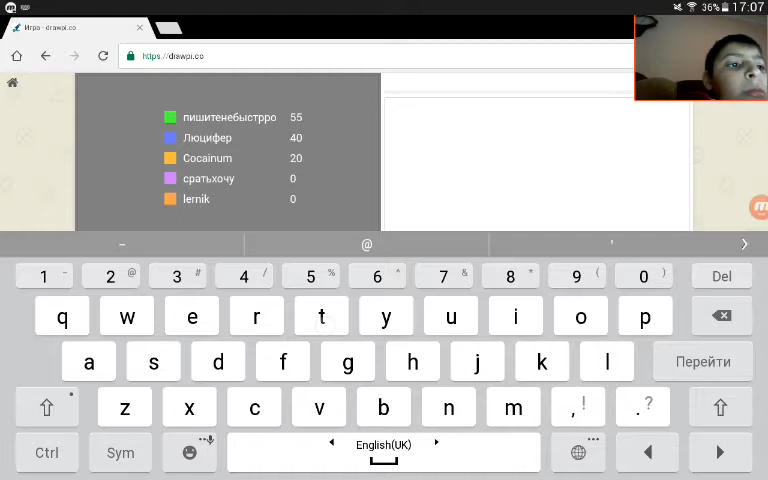 36% 17:07
Игра - drawpi.co
https://drawpi.co
пишитенебыстрро 55
Люцифер 40
Cocainum 20
сратьхочу 0
lernik 0
- @ '
1 - 2 @ 3 # 4 / 5 % 6 ^ 7 & 8 * 9 ( 0 ) Del
q w e r t y u i o p
a s d f g h j k l Перейти
z x c v b n m , ! . ?
Ctrl Sym English(UK)